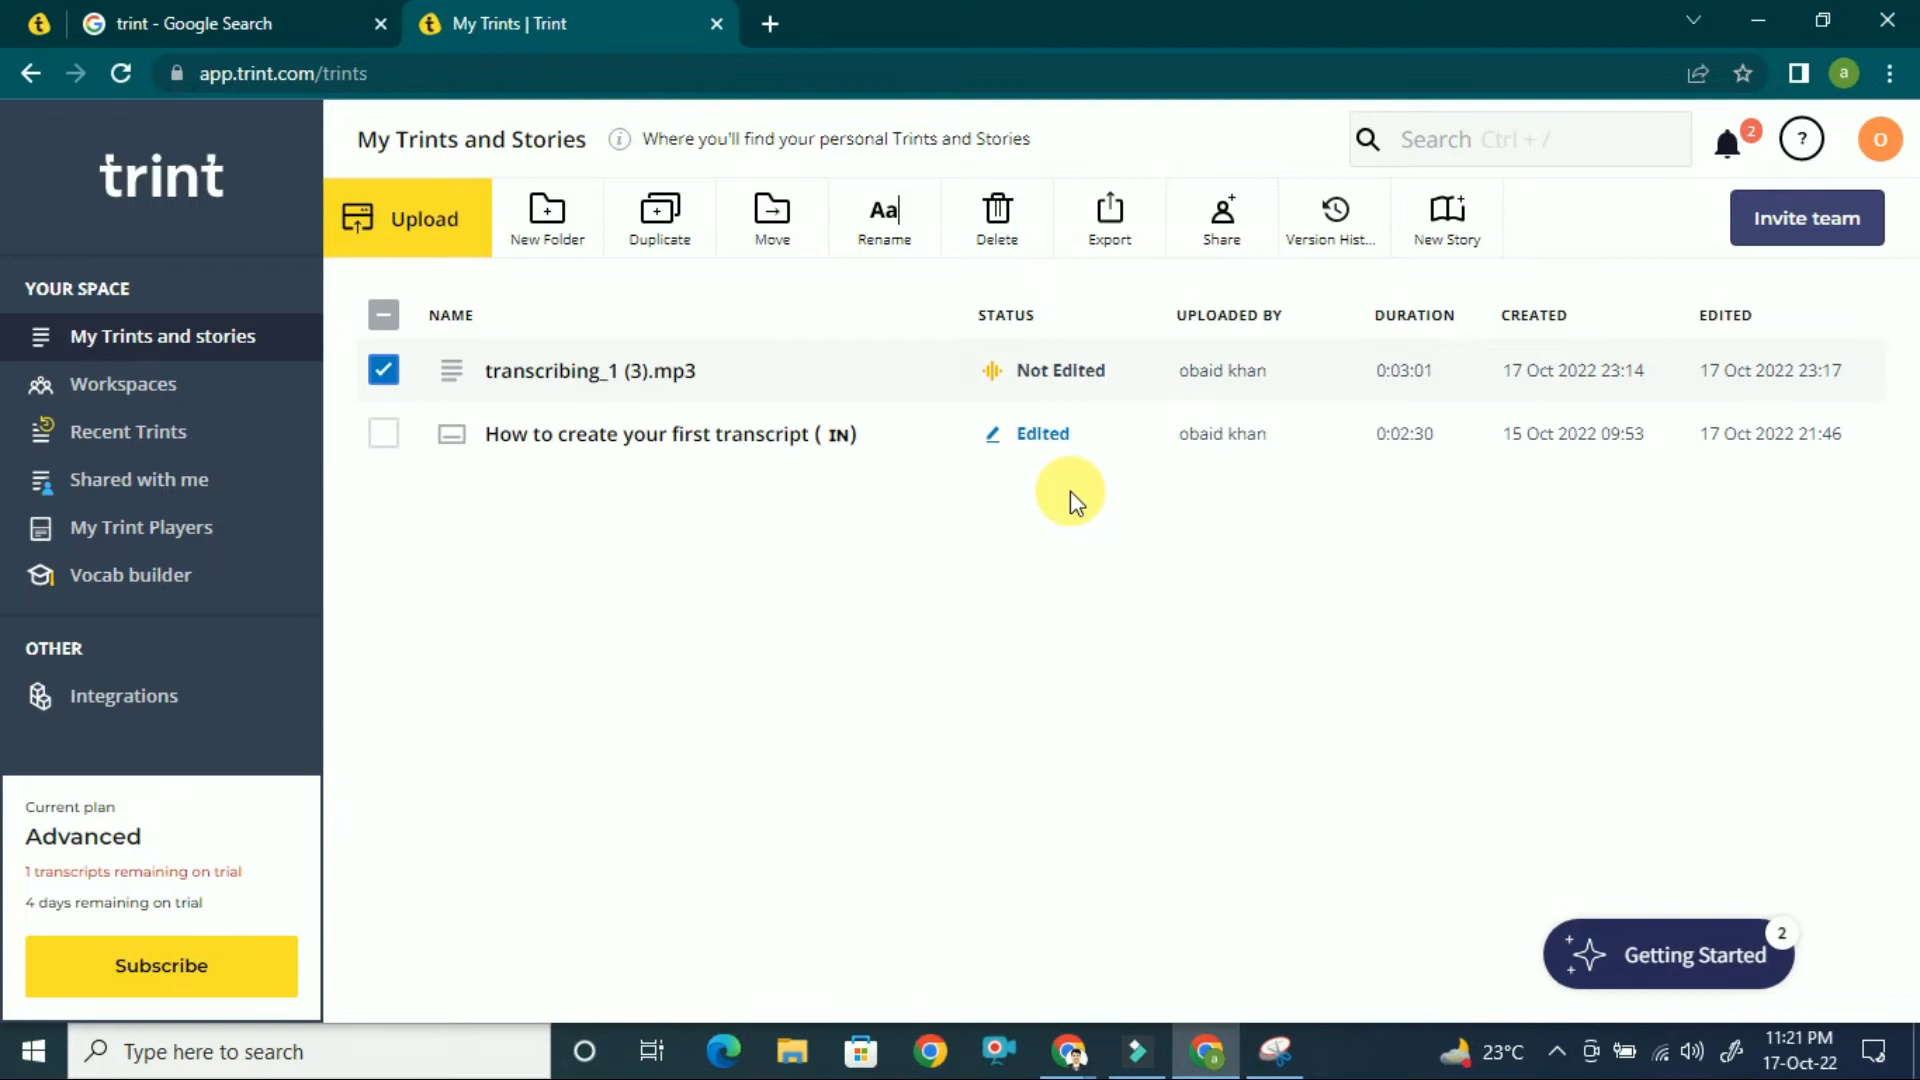 trint - Google Search
My Trints | Trint
app.trint.com/trints
a
trint
My Trints and Stories
Where you'll find your personal Trints and Stories
Search Ctrl + /
2
?
O
Upload
New Folder
Duplicate
Move
Aa
Rename
Delete
Export
Share
Version Hist...
New Story
Invite team
YOUR SPACE
My Trints and stories
Workspaces
Recent Trints
Shared with me
My Trint Players
Vocab builder
OTHER
Integrations
NAME STATUS UPLOADED BY DURATION CREATED EDITED
transcribing_1 (3).mp3 Not Edited obaid khan 0:03:01 17 Oct 2022 23:14 17 Oct 2022 23:17
How to create your first transcript ( IN) Edited obaid khan 0:02:30 15 Oct 2022 09:53 17 Oct 2022 21:46
Current plan
Advanced
1 transcripts remaining on trial
4 days remaining on trial
Subscribe
Getting Started
2
Type here to search
a
23°C
11:21 PM
17-Oct-22